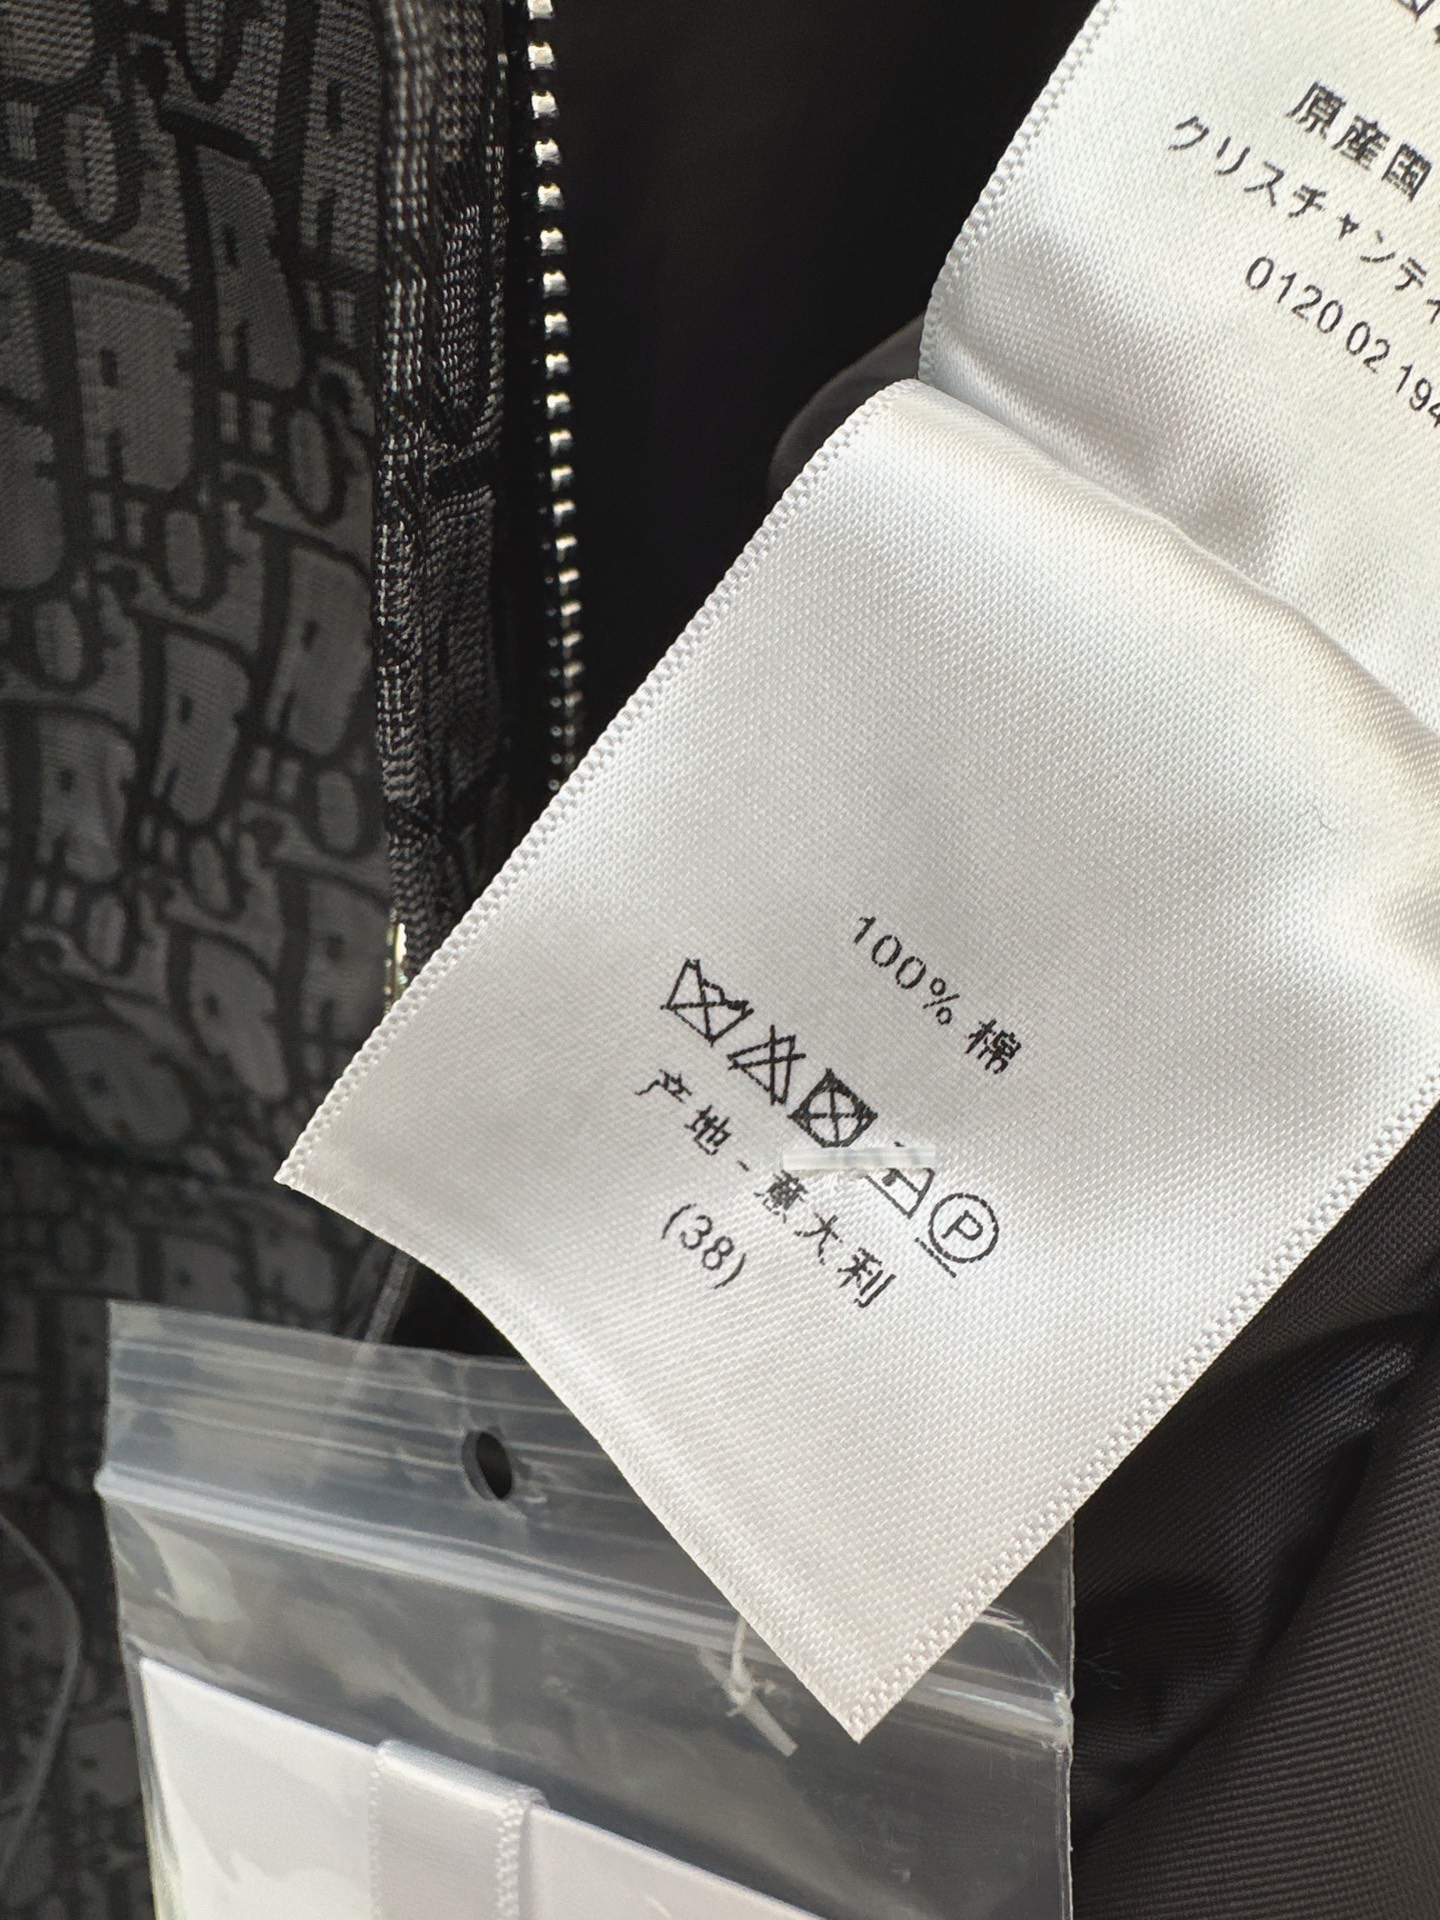 原産国
クリスチャンディ
0120 02 194
100% 棉
P
产地 - 意大利
(38)